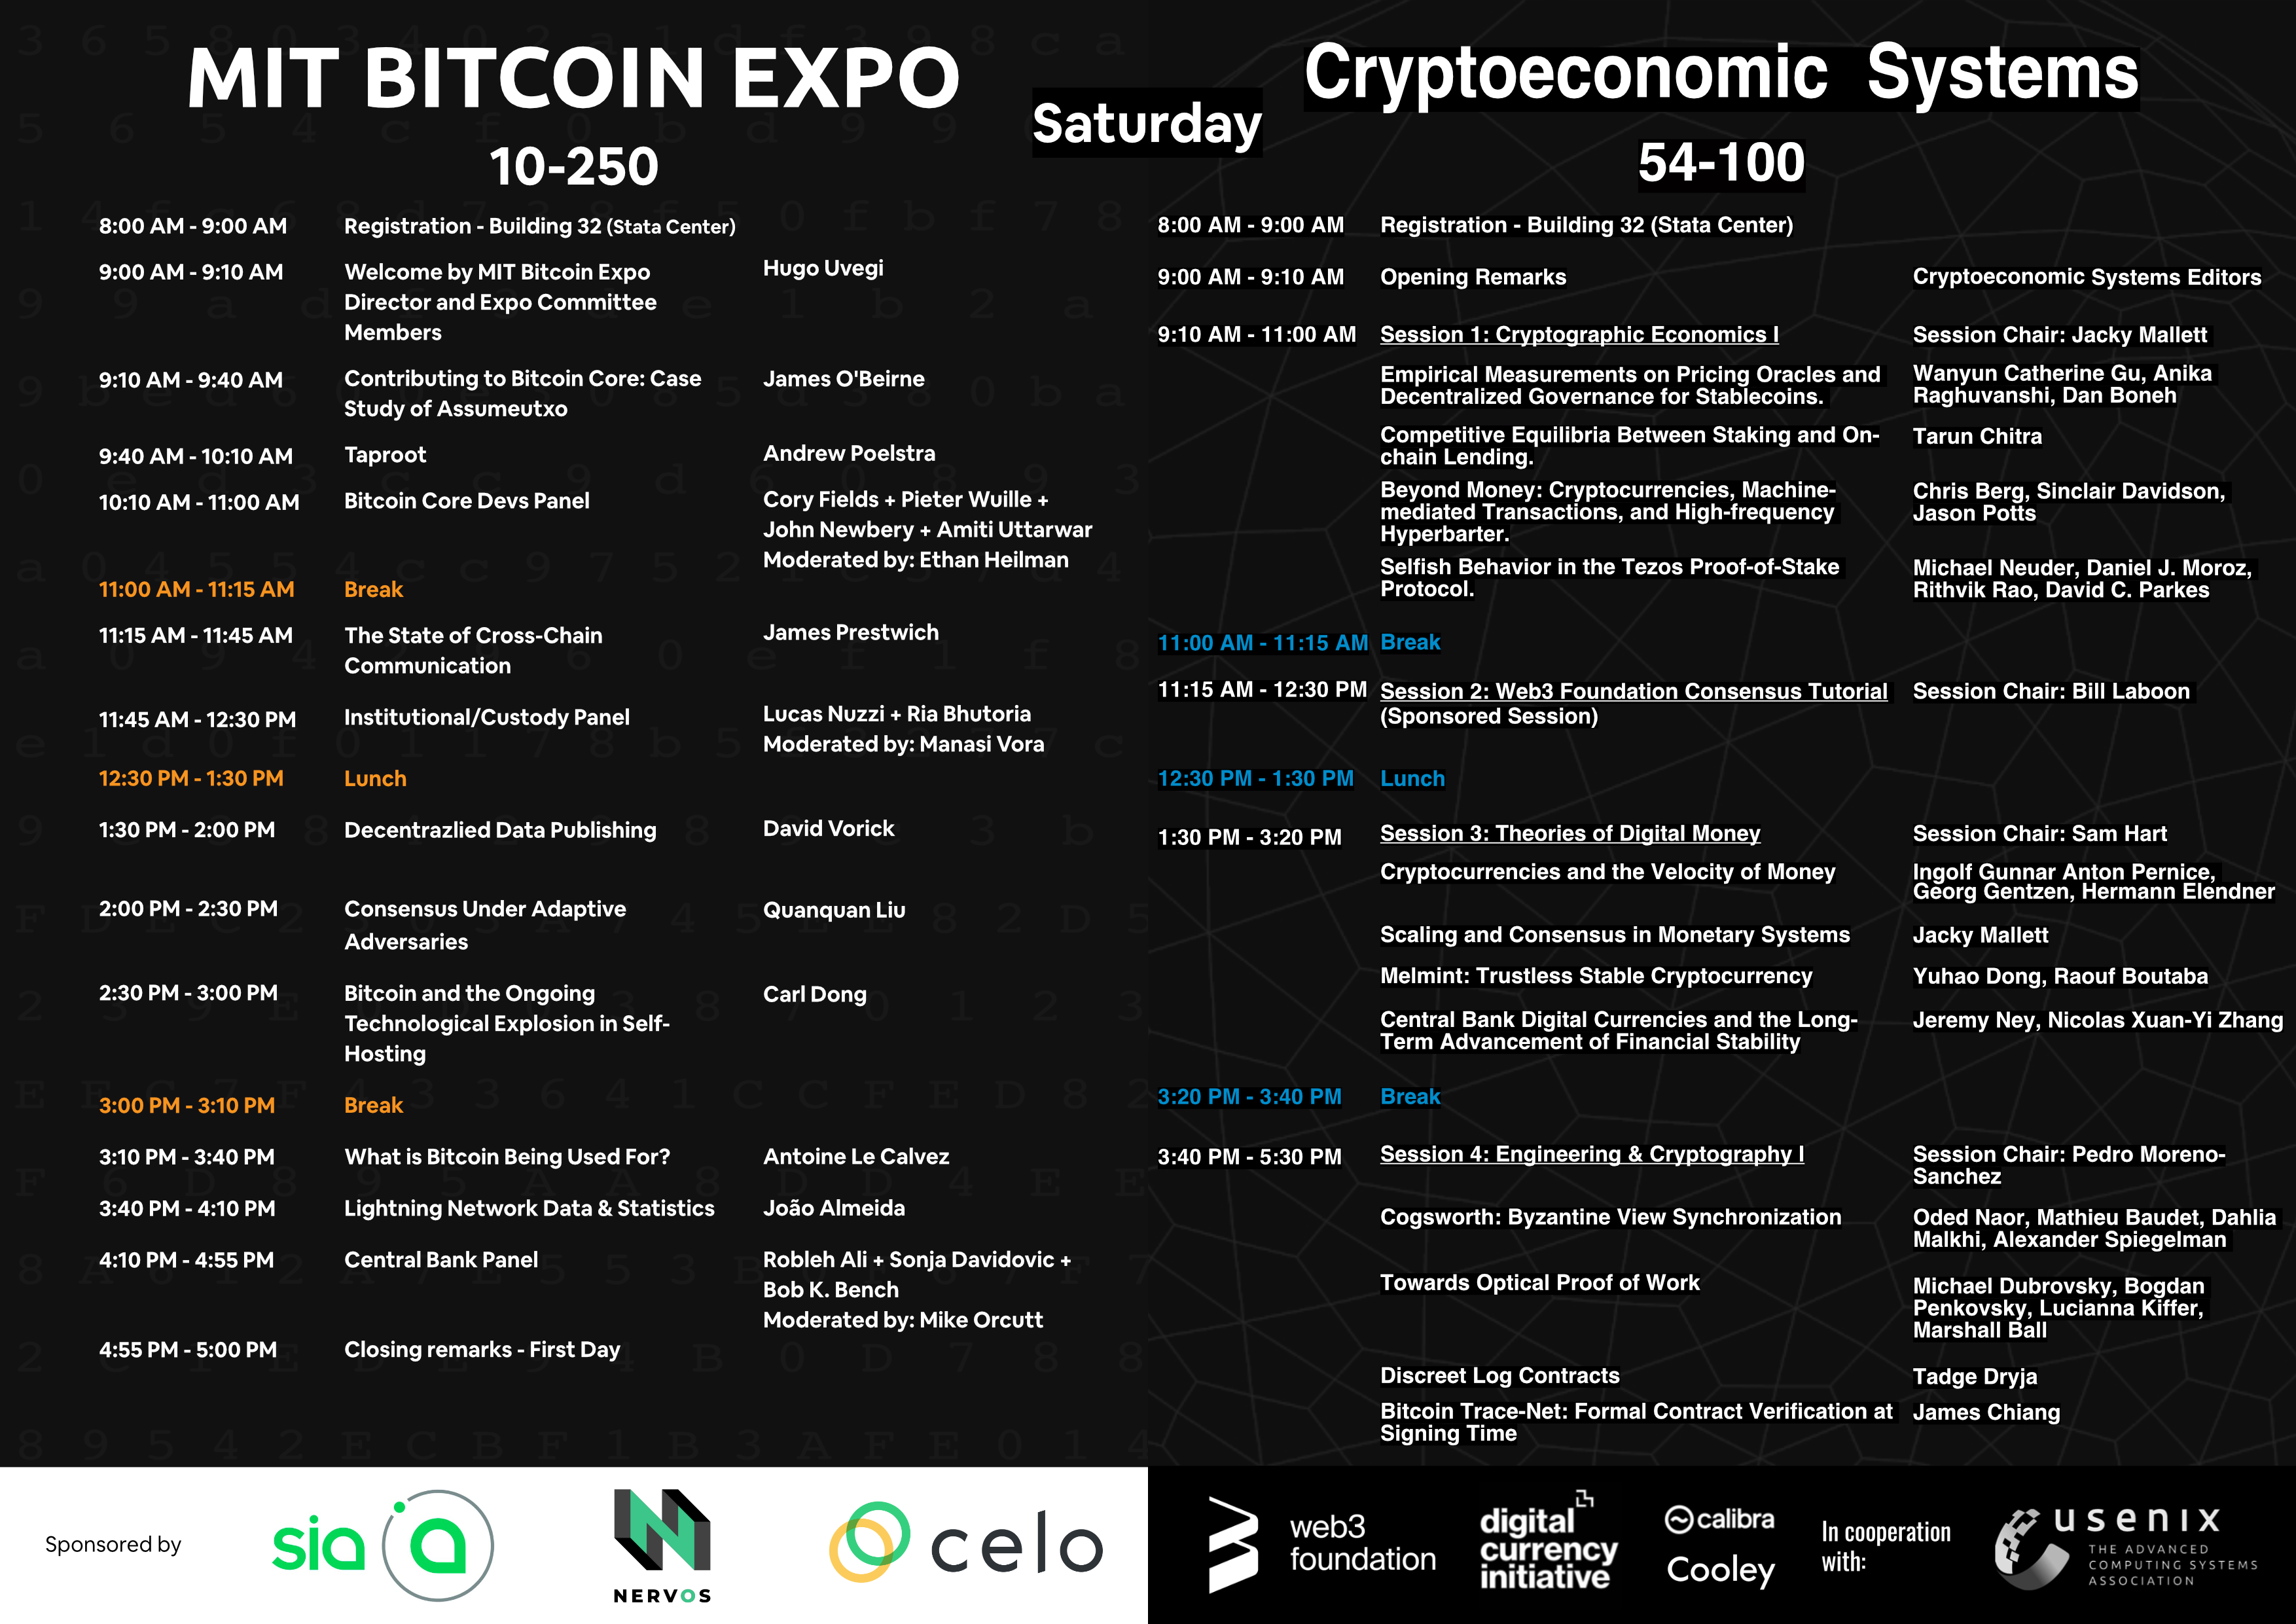 MIT BITCOIN EXPO
10-250
Saturday
8:00 AM - 9:00 AM Registration - Building 32 (Stata Center)
9:00 AM - 9:10 AM Welcome by MIT Bitcoin Expo Hugo Uvegi
Director and Expo Committee
Members
9:10 AM - 9:40 AM Contributing to Bitcoin Core: Case James O'Beirne
Study of Assumeutxo
9:40 AM - 10:10 AM Taproot Andrew Poelstra
10:10 AM - 11:00 AM Bitcoin Core Devs Panel Cory Fields + Pieter Wuille +
John Newbery + Amiti Uttarwar
Moderated by: Ethan Heilman
11:00 AM - 11:15 AM Break
11:15 AM - 11:45 AM The State of Cross-Chain James Prestwich
Communication
11:45 AM - 12:30 PM Institutional/Custody Panel Lucas Nuzzi + Ria Bhutoria
Moderated by: Manasi Vora
12:30 PM - 1:30 PM Lunch
1:30 PM - 2:00 PM Decentrazlied Data Publishing David Vorick
2:00 PM - 2:30 PM Consensus Under Adaptive Quanquan Liu
Adversaries
2:30 PM - 3:00 PM Bitcoin and the Ongoing Carl Dong
Technological Explosion in Self-
Hosting
3:00 PM - 3:10 PM Break
3:10 PM - 3:40 PM What is Bitcoin Being Used For? Antoine Le Calvez
3:40 PM - 4:10 PM Lightning Network Data & Statistics João Almeida
4:10 PM - 4:55 PM Central Bank Panel Robleh Ali + Sonja Davidovic +
Bob K. Bench
Moderated by: Mike Orcutt
4:55 PM - 5:00 PM Closing remarks - First Day
Cryptoeconomic Systems
54-100
8:00 AM - 9:00 AM Registration - Building 32 (Stata Center)
9:00 AM - 9:10 AM Opening Remarks Cryptoeconomic Systems Editors
9:10 AM - 11:00 AM Session 1: Cryptographic Economics I Session Chair: Jacky Mallett
Empirical Measurements on Pricing Oracles and Wanyun Catherine Gu, Anika
Decentralized Governance for Stablecoins. Raghuvanshi, Dan Boneh
Competitive Equilibria Between Staking and On- Tarun Chitra
chain Lending.
Beyond Money: Cryptocurrencies, Machine- Chris Berg, Sinclair Davidson,
mediated Transactions, and High-frequency Jason Potts
Hyperbarter.
Selfish Behavior in the Tezos Proof-of-Stake Michael Neuder, Daniel J. Moroz,
Protocol. Rithvik Rao, David C. Parkes
11:00 AM - 11:15 AM Break
11:15 AM - 12:30 PM Session 2: Web3 Foundation Consensus Tutorial Session Chair: Bill Laboon
(Sponsored Session)
12:30 PM - 1:30 PM Lunch
1:30 PM - 3:20 PM Session 3: Theories of Digital Money Session Chair: Sam Hart
Cryptocurrencies and the Velocity of Money Ingolf Gunnar Anton Pernice,
Georg Gentzen, Hermann Elendner
Scaling and Consensus in Monetary Systems Jacky Mallett
Melmint: Trustless Stable Cryptocurrency Yuhao Dong, Raouf Boutaba
Central Bank Digital Currencies and the Long- Jeremy Ney, Nicolas Xuan-Yi Zhang
Term Advancement of Financial Stability
3:20 PM - 3:40 PM Break
3:40 PM - 5:30 PM Session 4: Engineering & Cryptography I Session Chair: Pedro Moreno-
Sanchez
Cogsworth: Byzantine View Synchronization Oded Naor, Mathieu Baudet, Dahlia
Malkhi, Alexander Spiegelman
Towards Optical Proof of Work Michael Dubrovsky, Bogdan
Penkovsky, Lucianna Kiffer,
Marshall Ball
Discreet Log Contracts Tadge Dryja
Bitcoin Trace-Net: Formal Contract Verification at James Chiang
Signing Time
Sponsored by
sia
NERVOS
celo
web3
foundation
digital
currency
initiative
calibra
Cooley
In cooperation
with:
usenix
THE ADVANCED
COMPUTING SYSTEMS
ASSOCIATION